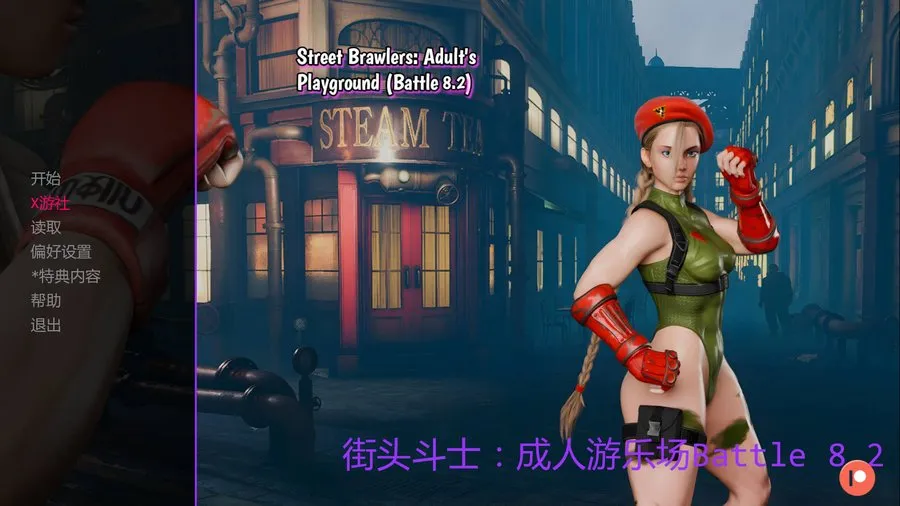 Street Brawlers: Adult's
Playground (Battle 8.2)
STEAM TEA
开始
X游社
读取
偏好设置
*特典内容
帮助
退出
街头斗士：成人游乐场Battle 8.2